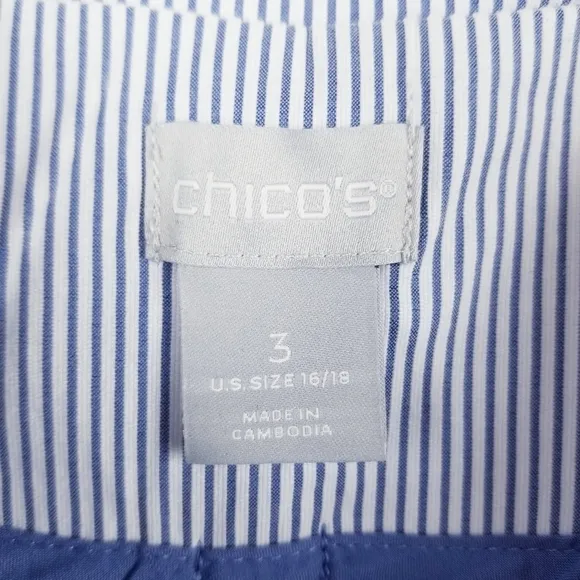 chico's®
3
U.S. SIZE 16/18
MADE IN
CAMBODIA